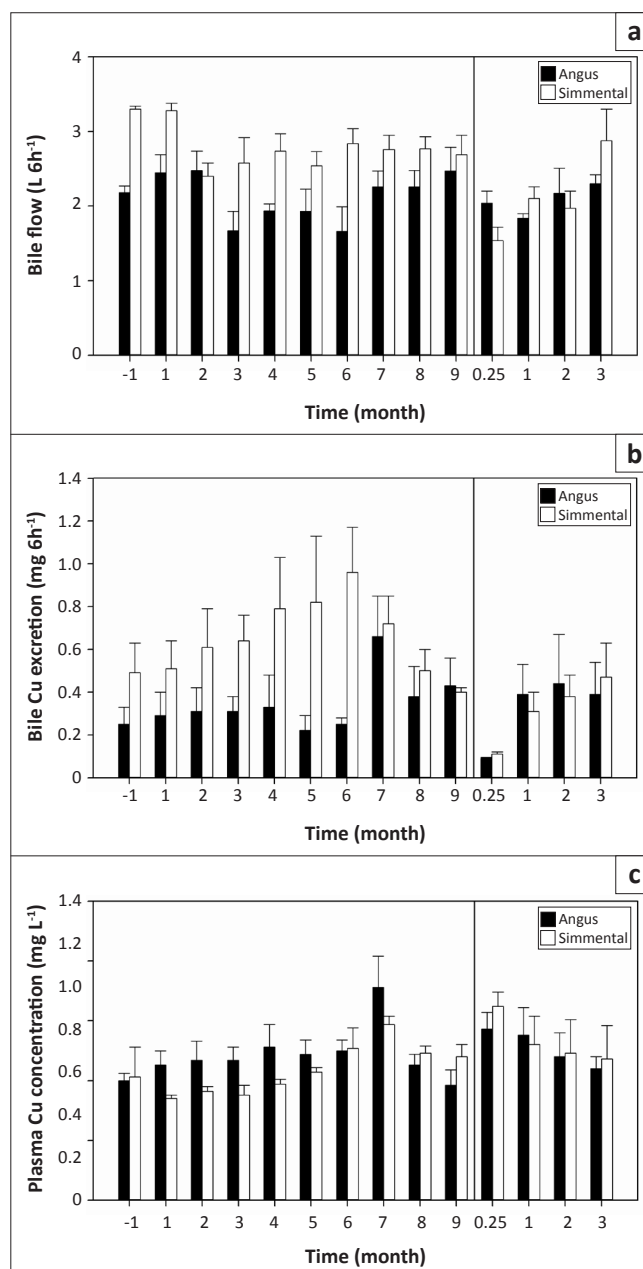 a
4
3
2
1
0
Bile flow (L 6h⁻¹)
Angus
Simmental
-1 1 2 3 4 5 6 7 8 9 0.25 1 2 3
Time (month)
b
1.4
1.2
1.0
0.8
0.6
0.4
0.2
0
Bile Cu excretion (mg 6h⁻¹)
Angus
Simmental
-1 1 2 3 4 5 6 7 8 9 0.25 1 2 3
Time (month)
c
1.4
1.2
1.0
0.8
0.6
0.4
0.2
0
Plasma Cu concentration (mg L⁻¹)
Angus
Simmental
-1 1 2 3 4 5 6 7 8 9 0.25 1 2 3
Time (month)